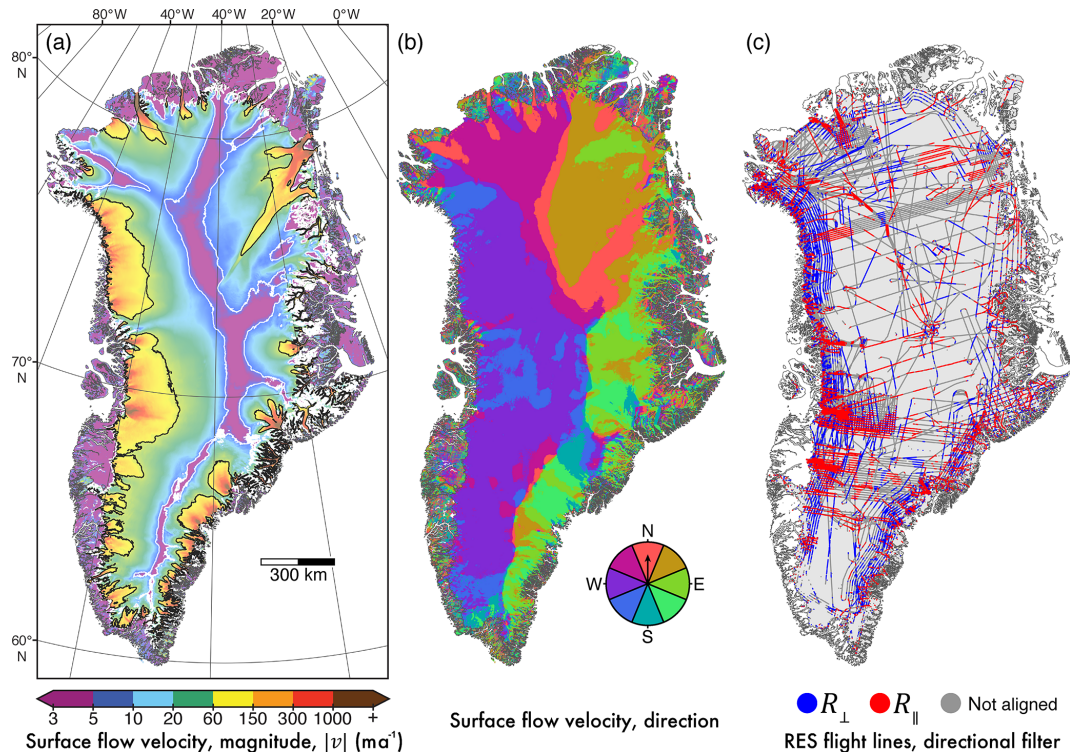 80°W 40°W 40°W 20°W 0°W
(a) (b) (c)
80°
N
70°
N
60°
N
300 km
N
W E
S
3 5 10 20 60 150 300 1000 +
Surface flow velocity, magnitude, |v| (ma⁻¹)
Surface flow velocity, direction
R⊥ R∥ Not aligned
RES flight lines, directional filter